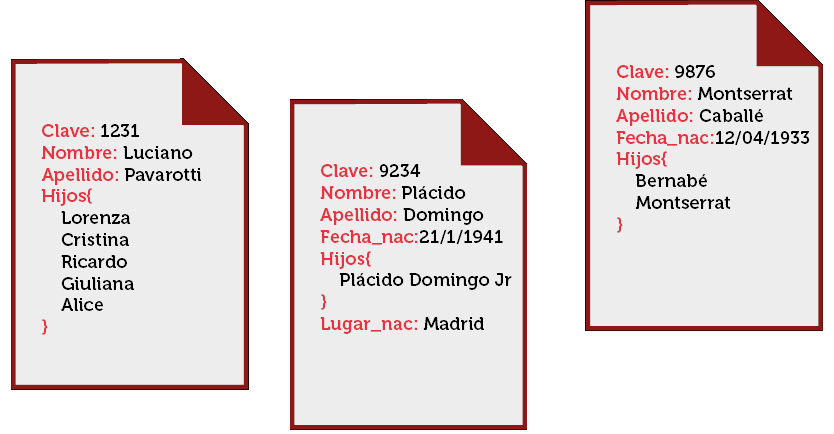 Clave: 1231
Nombre: Luciano
Apellido: Pavarotti
Hijos{
Lorenza
Cristina
Ricardo
Giuliana
Alice
}
Clave: 9234
Nombre: Plácido
Apellido: Domingo
Fecha_nac:21/1/1941
Hijos{
Plácido Domingo Jr
}
Lugar_nac: Madrid
Clave: 9876
Nombre: Montserrat
Apellido: Caballé
Fecha_nac:12/04/1933
Hijos{
Bernabé
Montserrat
}